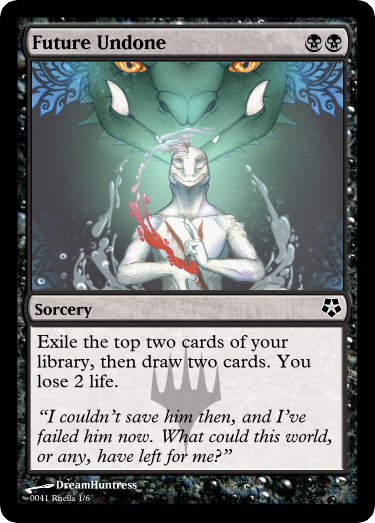 Future Undone
Sorcery
Exile the top two cards of your
library, then draw two cards. You
lose 2 life.
“I couldn’t save him then, and I’ve
failed him now. What could this world,
or any, have left for me?”
DreamHuntress
0041 Rheila 1/6